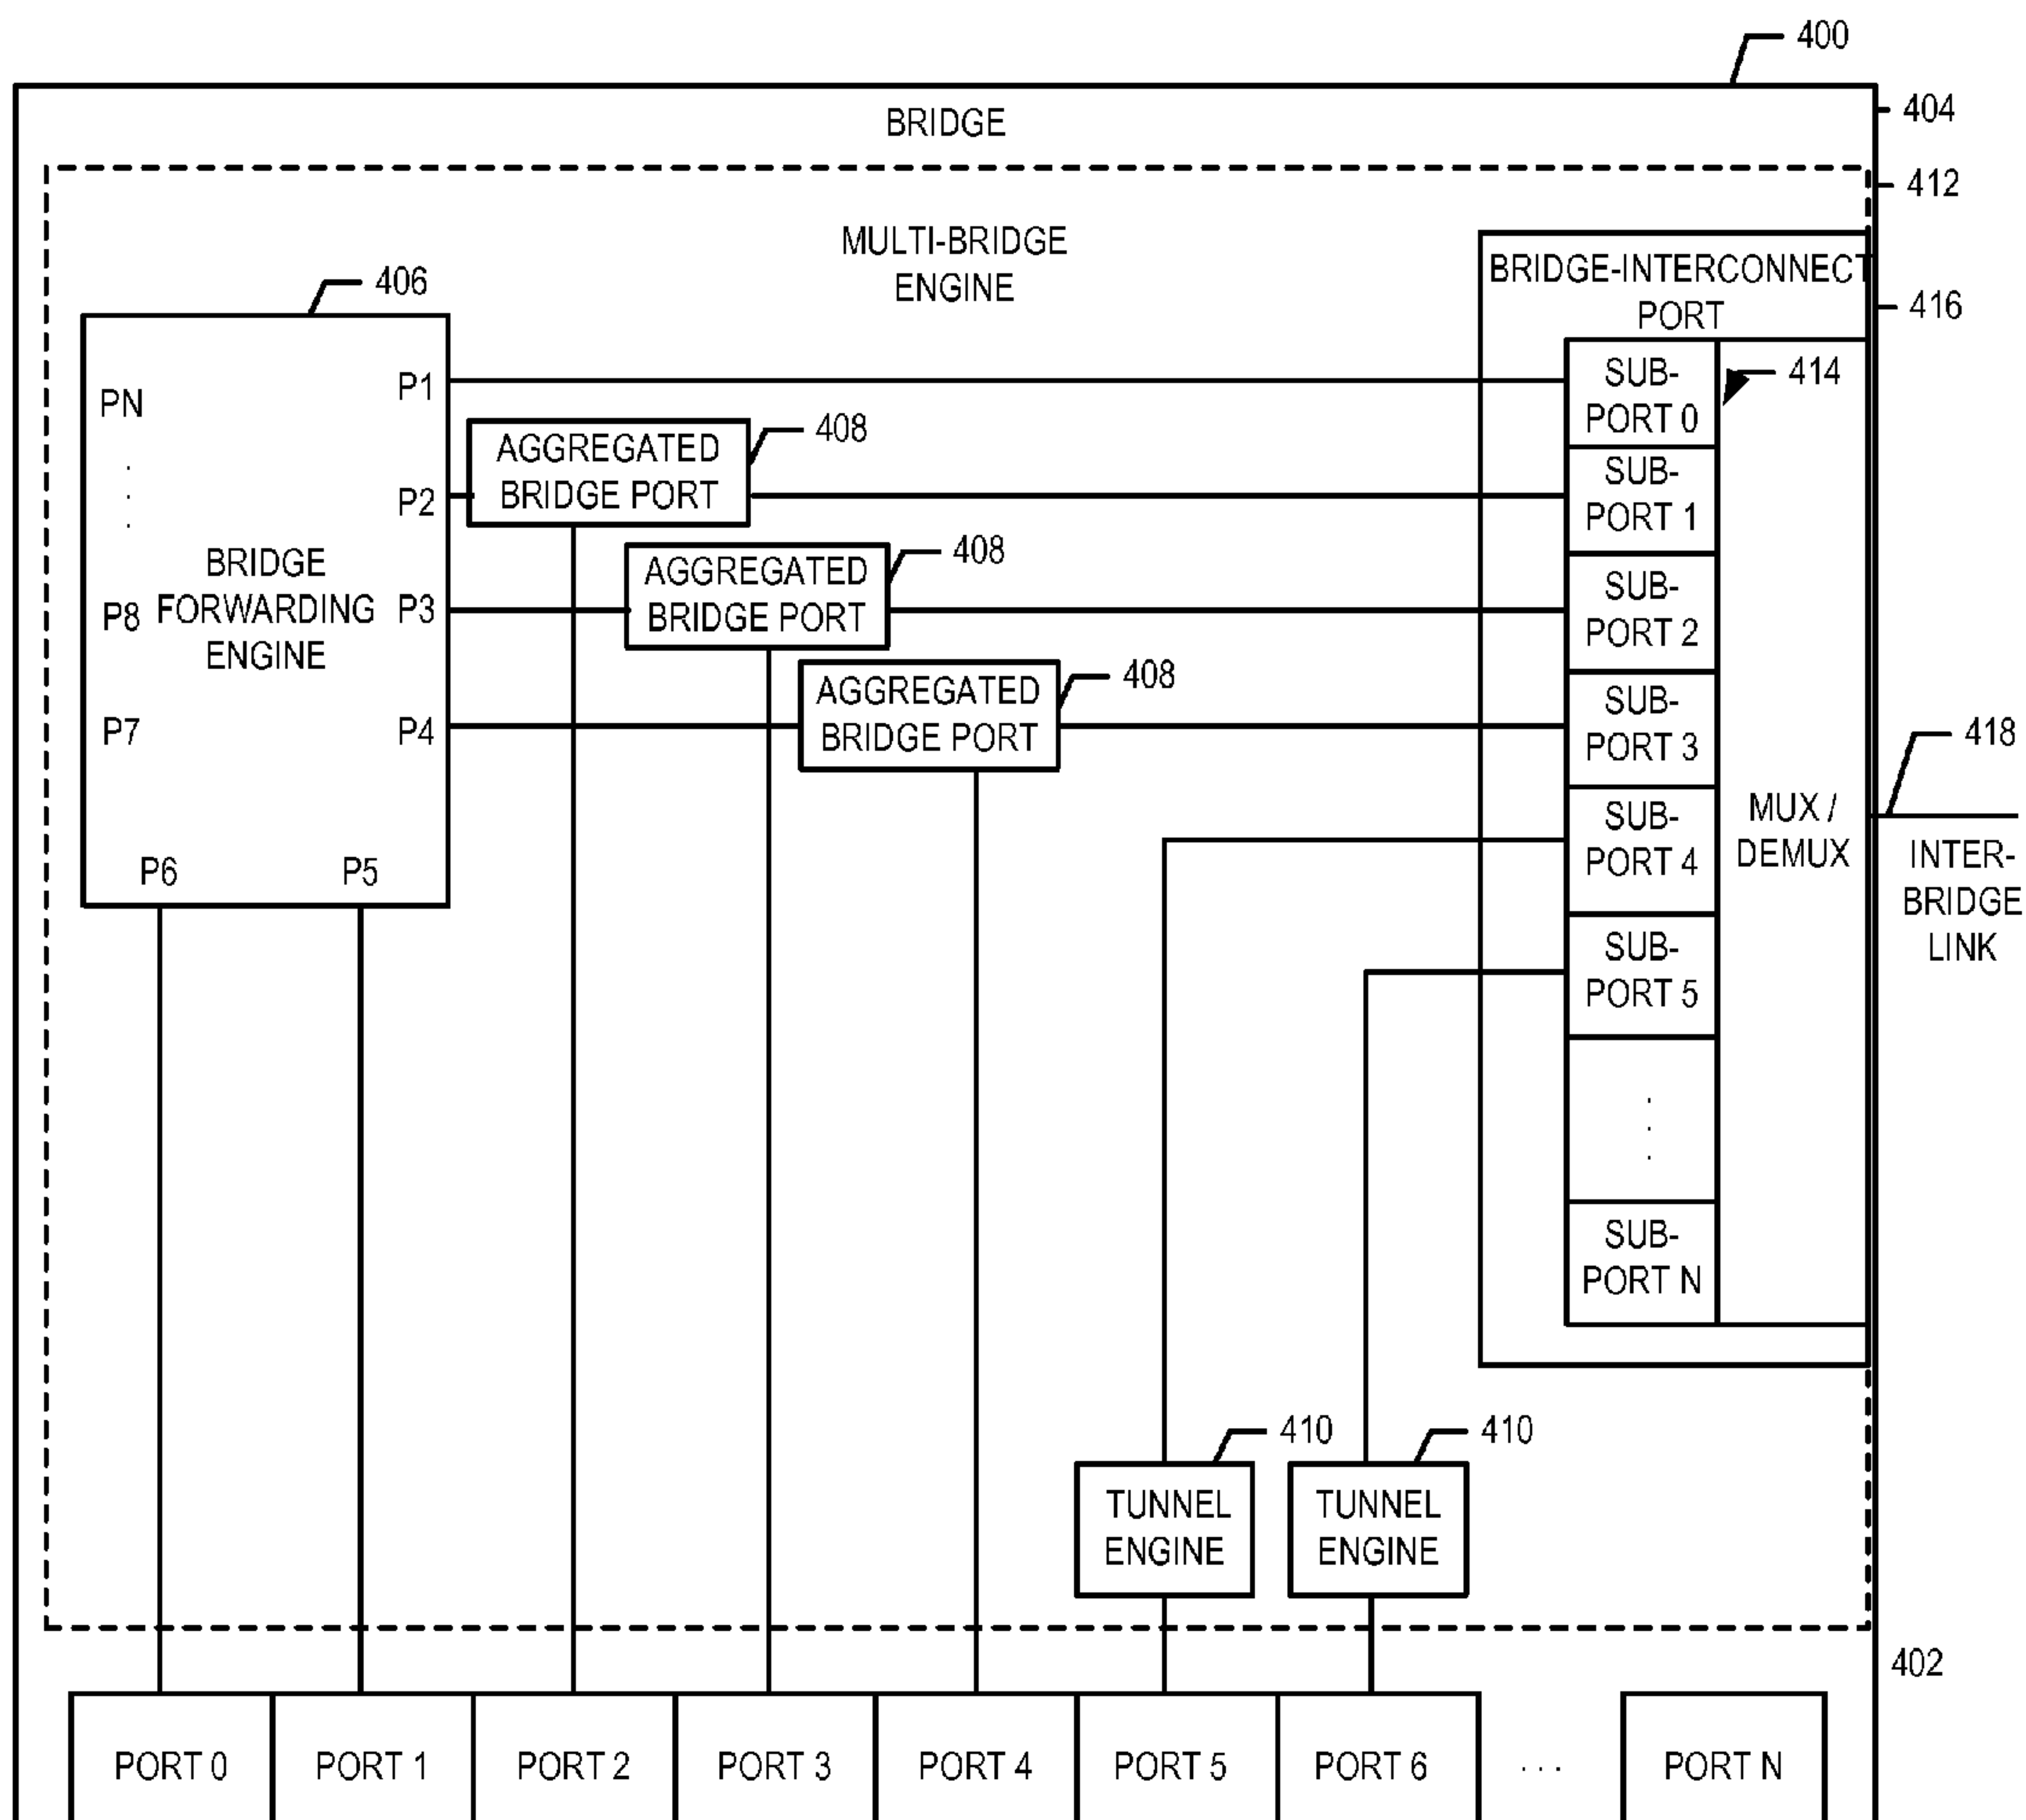 400
BRIDGE
404
412
MULTI-BRIDGE
ENGINE
BRIDGE-INTERCONNECT
PORT
416
406
PN
.
.
.
P8
P7
P6
P5
P1
P2
P3
P4
BRIDGE
FORWARDING
ENGINE
AGGREGATED
BRIDGE PORT
408
AGGREGATED
BRIDGE PORT
408
AGGREGATED
BRIDGE PORT
408
SUB-
PORT 0
414
SUB-
PORT 1
SUB-
PORT 2
SUB-
PORT 3
SUB-
PORT 4
SUB-
PORT 5
.
.
.
SUB-
PORT N
MUX /
DEMUX
418
INTER-
BRIDGE
LINK
410
TUNNEL
ENGINE
410
TUNNEL
ENGINE
402
PORT 0
PORT 1
PORT 2
PORT 3
PORT 4
PORT 5
PORT 6
. . .
PORT N